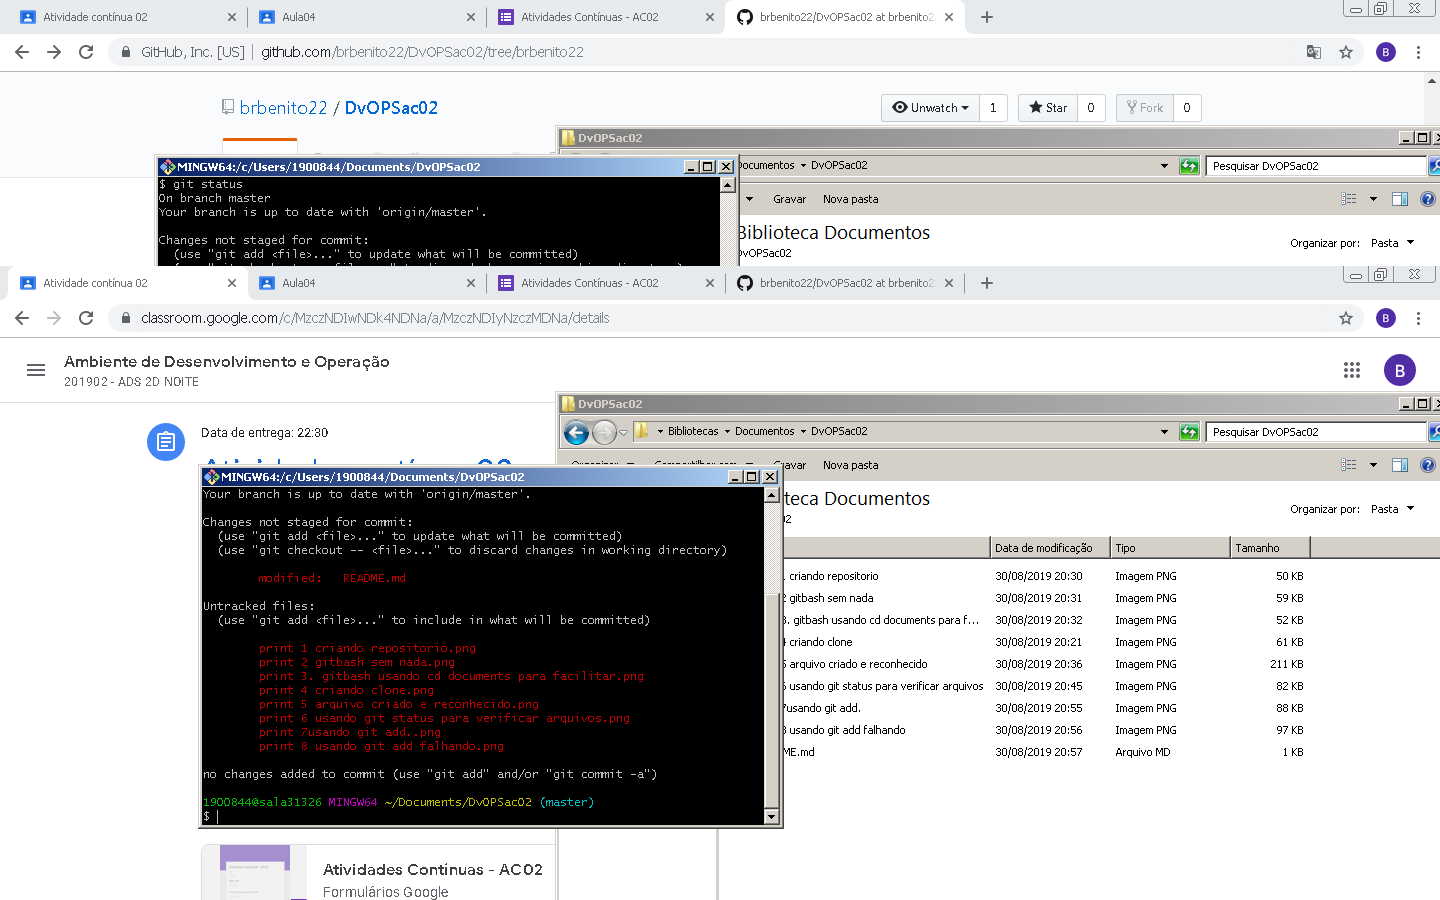 Atividade contínua 02
Aula04
Atividades Contínuas - AC02
brbenito22/DvOPSac02 at brbenito2
GitHub, Inc. [US] | github.com/brbenito22/DvOPSac02/tree/brbenito22
B
brbenito22 / DvOPSac02
Unwatch 1
Star 0
Fork 0
DvOPSac02
MINGW64:/c/Users/1900844/Documents/DvOPSac02
ocumentos DvOPSac02
Pesquisar DvOPSac02
$ git status
On branch master
Your branch is up to date with 'origin/master'.
Changes not staged for commit:
(use "git add <file>..." to update what will be committed)
Gravar
Nova pasta
Biblioteca Documentos
DvOPSac02
Organizar por: Pasta
Atividade contínua 02
Aula04
Atividades Contínuas - AC02
brbenito22/DvOPSac02 at brbenito2
classroom.google.com/c/MzczNDIwNDk4NDNa/a/MzczNDIyNzczMDNa/details
B
Ambiente de Desenvolvimento e Operação
201902 - ADS 2D NOITE
B
Data de entrega: 22:30
DvOPSac02
Bibliotecas Documentos DvOPSac02
Pesquisar DvOPSac02
Gravar
Nova pasta
teca Documentos
02
Organizar por: Pasta
MINGW64:/c/Users/1900844/Documents/DvOPSac02
Your branch is up to date with 'origin/master'.
Changes not staged for commit:
(use "git add <file>..." to update what will be committed)
(use "git checkout -- <file>..." to discard changes in working directory)
modified: README.md
Untracked files:
(use "git add <file>..." to include in what will be committed)
print 1 criando repositorio.png
print 2 gitbash sem nada.png
print 3. gitbash usando cd documents para facilitar.png
print 4 criando clone.png
print 5 arquivo criado e reconhecido.png
print 6 usando git status para verificar arquivos.png
print 7usando git add..png
print 8 usando git add falhando.png
no changes added to commit (use "git add" and/or "git commit -a")
1900844@sala31326 MINGW64 ~/Documents/DvOPSac02 (master)
$
Data de modificação Tipo Tamanho
1 criando repositorio 30/08/2019 20:30 Imagem PNG 50 KB
2 gitbash sem nada 30/08/2019 20:31 Imagem PNG 59 KB
3. gitbash usando cd documents para f... 30/08/2019 20:32 Imagem PNG 52 KB
4 criando clone 30/08/2019 20:21 Imagem PNG 61 KB
5 arquivo criado e reconhecido 30/08/2019 20:36 Imagem PNG 211 KB
6 usando git status para verificar arquivos 30/08/2019 20:45 Imagem PNG 82 KB
7usando git add. 30/08/2019 20:55 Imagem PNG 88 KB
8 usando git add falhando 30/08/2019 20:56 Imagem PNG 97 KB
ME.md 30/08/2019 20:57 Arquivo MD 1 KB
Atividades Contínuas - AC02
Formulários Google